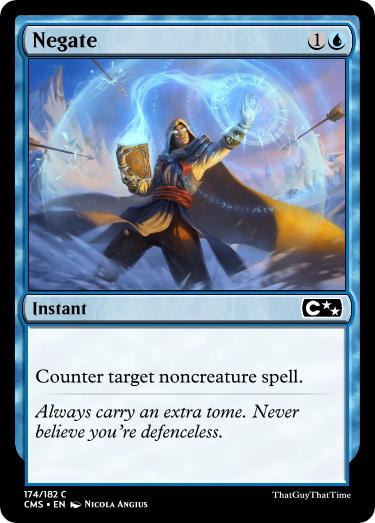 Negate 1
Instant C
Counter target noncreature spell.
Always carry an extra tome. Never
believe you're defenceless.
174/182 C
CMS • EN Nicola Angius ThatGuyThatTime